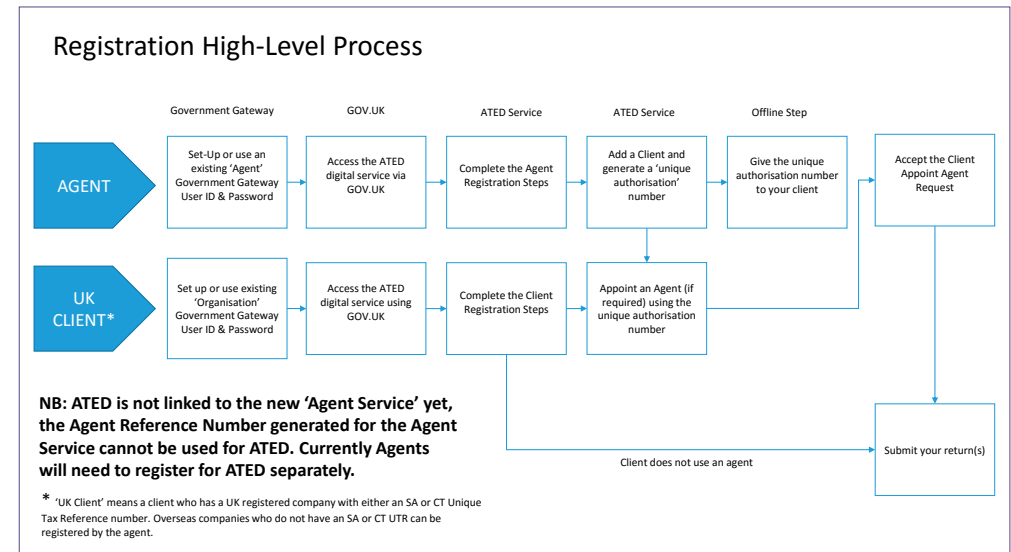 Registration High-Level Process
Government Gateway
GOV.UK
ATED Service
ATED Service
Offline Step
AGENT
Set-Up or use an
existing ‘Agent’
Government Gateway
User ID & Password
Access the ATED
digital service via
GOV.UK
Complete the Agent
Registration Steps
Add a Client and
generate a ‘unique
authorisation’
number
Give the unique
authorisation number
to your client
Accept the Client
Appoint Agent
Request
UK
CLIENT*
Set up or use existing
‘Organisation’
Government Gateway
User ID & Password
Access the ATED
digital service using
GOV.UK
Complete the Client
Registration Steps
Appoint an Agent (if
required) using the
unique authorisation
number
NB: ATED is not linked to the new ‘Agent Service’ yet,
the Agent Reference Number generated for the Agent
Service cannot be used for ATED. Currently Agents
will need to register for ATED separately.
Client does not use an agent
Submit your return(s)
* ‘UK Client’ means a client who has a UK registered company with either an SA or CT Unique
Tax Reference number. Overseas companies who do not have an SA or CT UTR can be
registered by the agent.